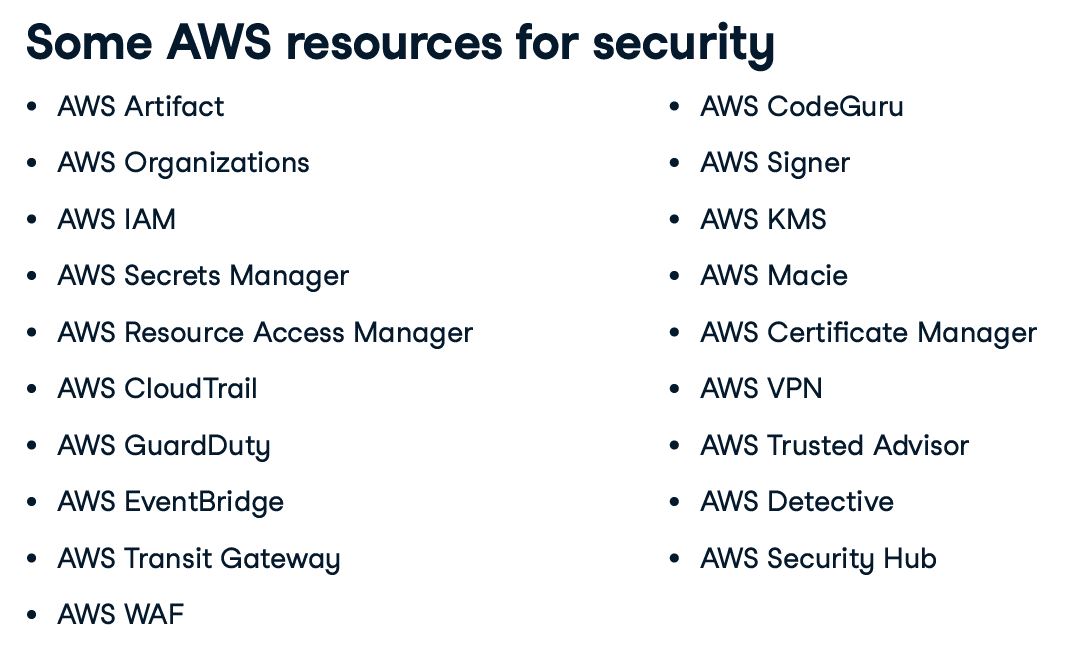 Some AWS resources for security
• AWS Artifact
• AWS Organizations
• AWS IAM
• AWS Secrets Manager
• AWS Resource Access Manager
• AWS CloudTrail
• AWS GuardDuty
• AWS EventBridge
• AWS Transit Gateway
• AWS WAF
• AWS CodeGuru
• AWS Signer
• AWS KMS
• AWS Macie
• AWS Certificate Manager
• AWS VPN
• AWS Trusted Advisor
• AWS Detective
• AWS Security Hub